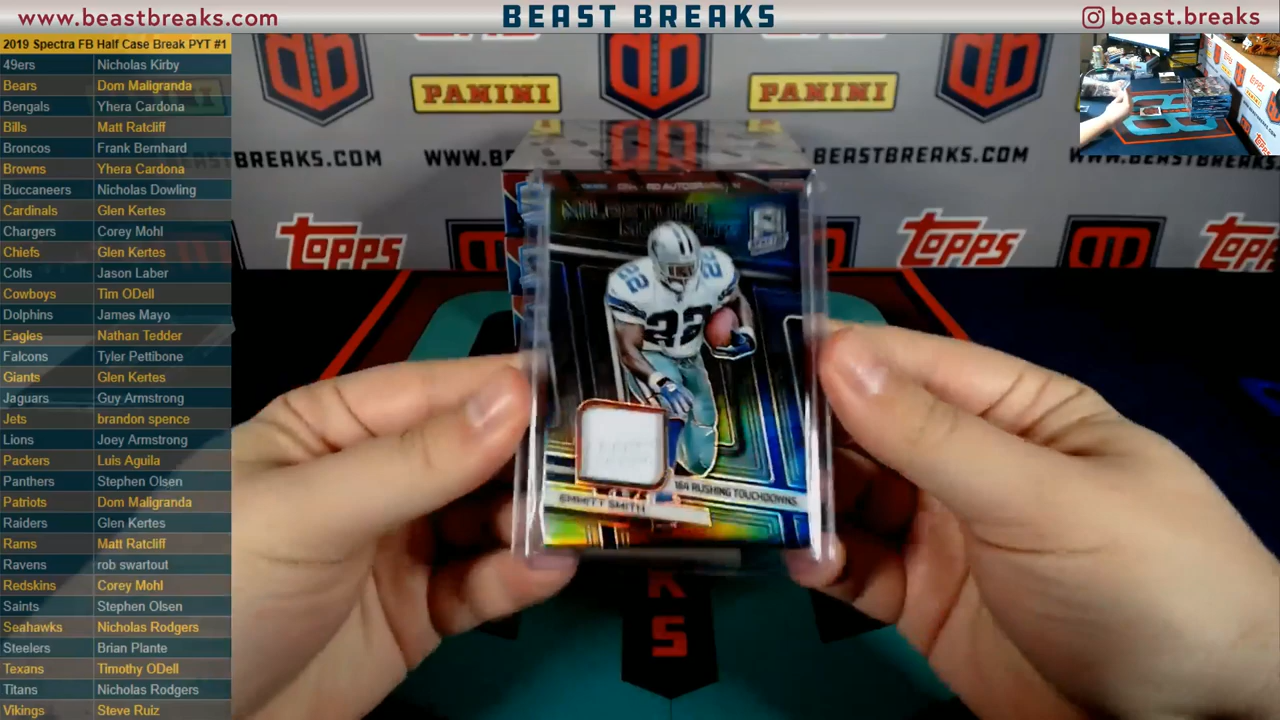 www.beastbreaks.com
BEAST BREAKS
beast.breaks
2019 Spectra FB Half Case Break PYT #1
49ers Nicholas Kirby
Bears Dom Maligranda
Bengals Yhera Cardona
Bills Matt Ratcliff
Broncos Frank Bernhard
Browns Yhera Cardona
Buccaneers Nicholas Dowling
Cardinals Glen Kertes
Chargers Corey Mohl
Chiefs Glen Kertes
Colts Jason Laber
Cowboys Tim ODell
Dolphins James Mayo
Eagles Nathan Tedder
Falcons Tyler Pettibone
Giants Glen Kertes
Jaguars Guy Armstrong
Jets brandon spence
Lions Joey Armstrong
Packers Luis Aguila
Panthers Stephen Olsen
Patriots Dom Maligranda
Raiders Glen Kertes
Rams Matt Ratcliff
Ravens rob swartout
Redskins Corey Mohl
Saints Stephen Olsen
Seahawks Nicholas Rodgers
Steelers Brian Plante
Texans Timothy ODell
Titans Nicholas Rodgers
Vikings Steve Ruiz
PANINI
PANINI
BREAKS.COM
WWW.B
BEASTBREAKS.COM
WWW.BEASTBREAKS
TOPPS
TOPPS
TOPPS
22
22
22
164 RUSHING TOUCHDOWNS
EMMITT SMITH
K
S